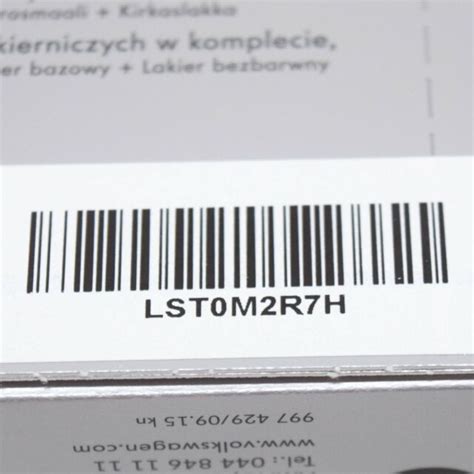 rosmaali + Kirkaslakka
kierniczych w komplecie,
er bazowy + Lakier bezbarwny
LST0M2R7H
997 429/09.15 kn
www.volkswagen.com
Tel.: 044 846 11 11